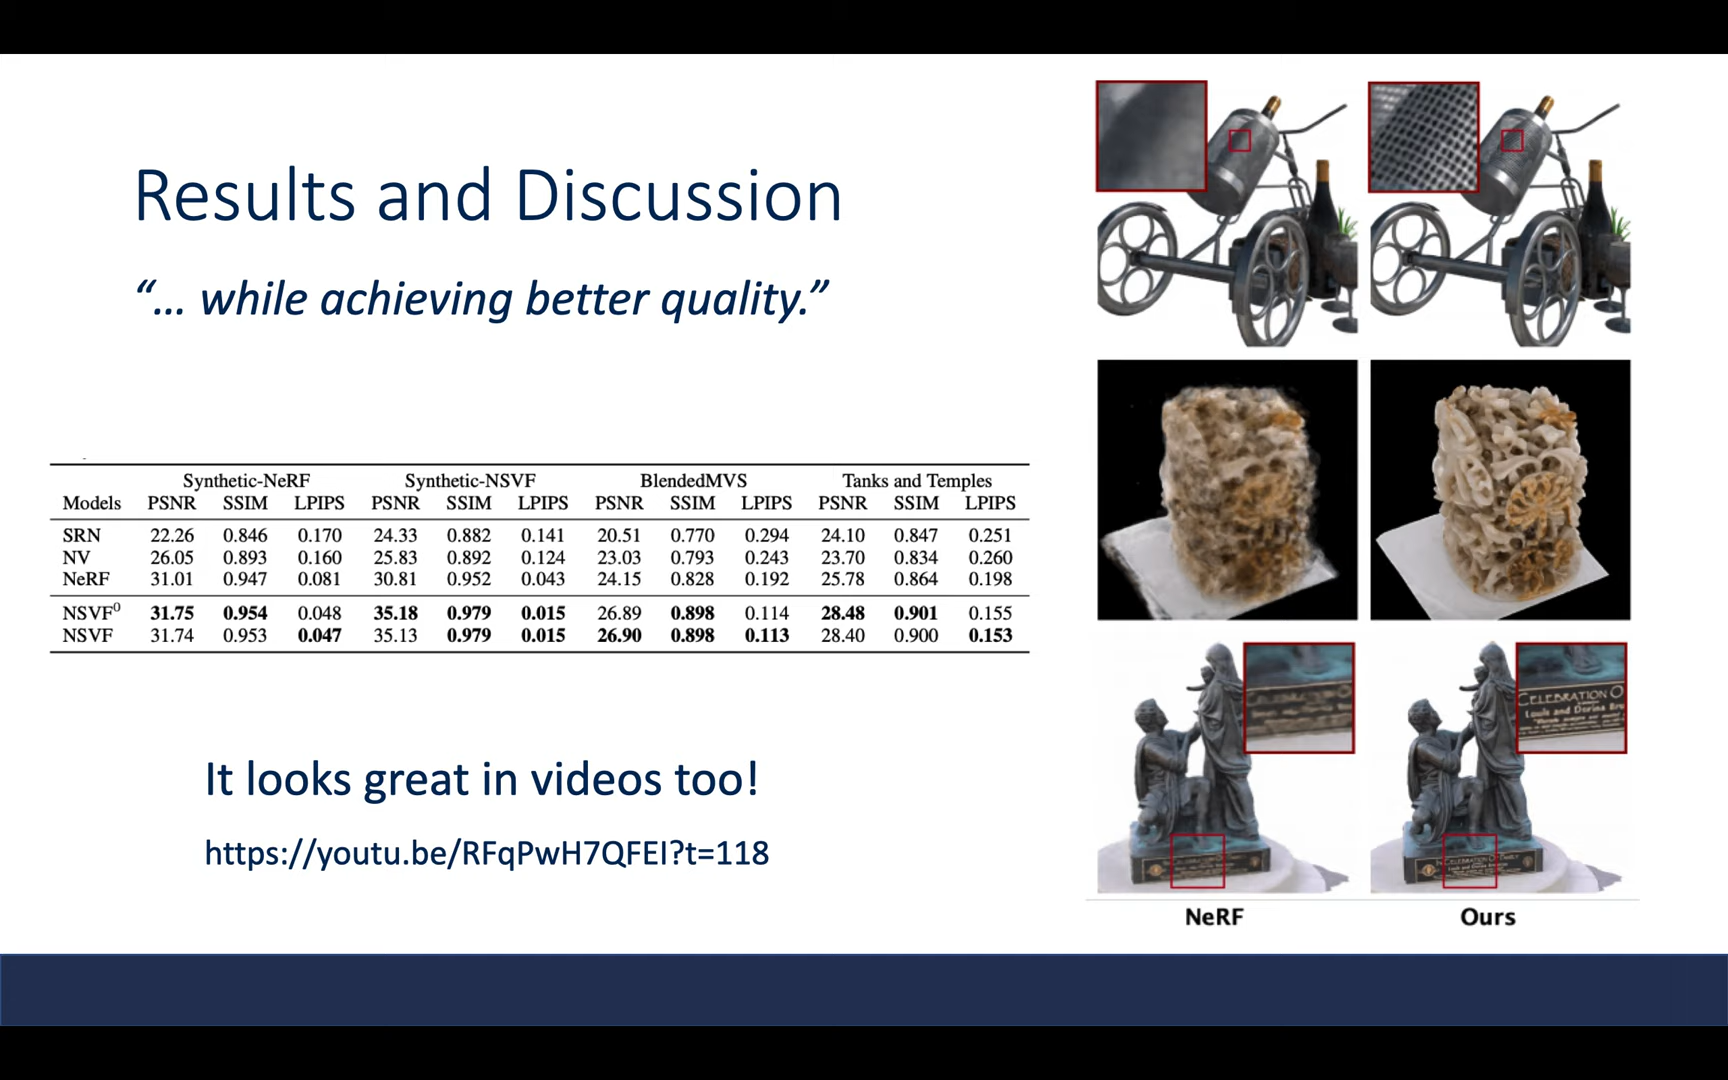 Results and Discussion
“... while achieving better quality.”
Synthetic-NeRF Synthetic-NSVF BlendedMVS Tanks and Temples
Models PSNR SSIM LPIPS PSNR SSIM LPIPS PSNR SSIM LPIPS PSNR SSIM LPIPS
SRN 22.26 0.846 0.170 24.33 0.882 0.141 20.51 0.770 0.294 24.10 0.847 0.251
NV 26.05 0.893 0.160 25.83 0.892 0.124 23.03 0.793 0.243 23.70 0.834 0.260
NeRF 31.01 0.947 0.081 30.81 0.952 0.043 24.15 0.828 0.192 25.78 0.864 0.198
NSVF⁰ 31.75 0.954 0.048 35.18 0.979 0.015 26.89 0.898 0.114 28.48 0.901 0.155
NSVF 31.74 0.953 0.047 35.13 0.979 0.015 26.90 0.898 0.113 28.40 0.900 0.153
It looks great in videos too!
https://youtu.be/RFqPwH7QFEI?t=118
CELEBRATION O
Louis and Dorina Bro
NeRF Ours